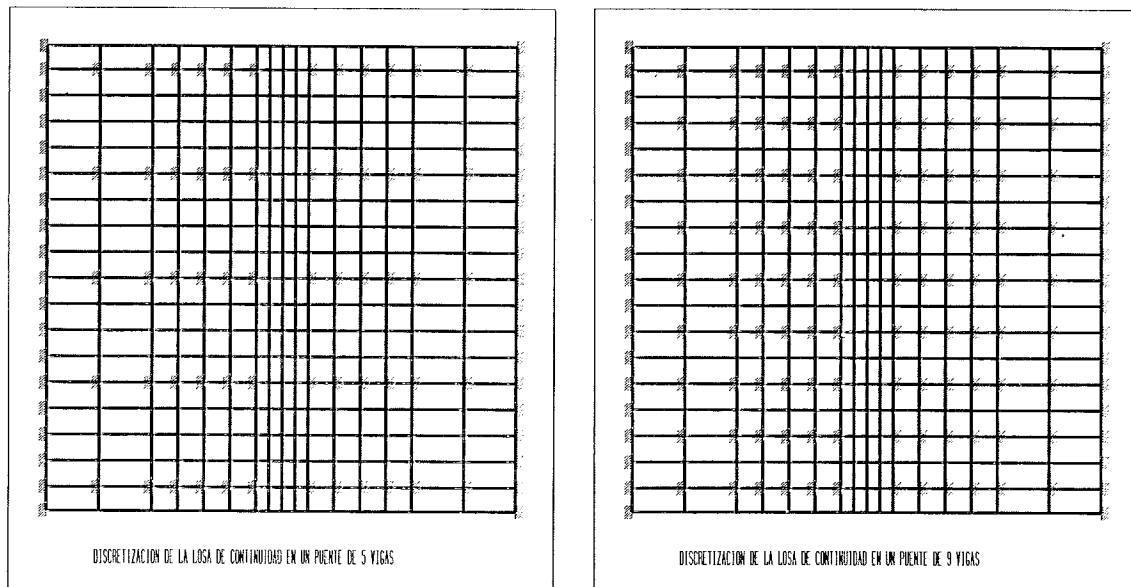 DISCRETIZACION DE LA LOSA DE CONTINUIDAD EN UN PUENTE DE 5 VIGAS
DISCRETIZACION DE LA LOSA DE CONTINUIDAD EN UN PUENTE DE 9 VIGAS